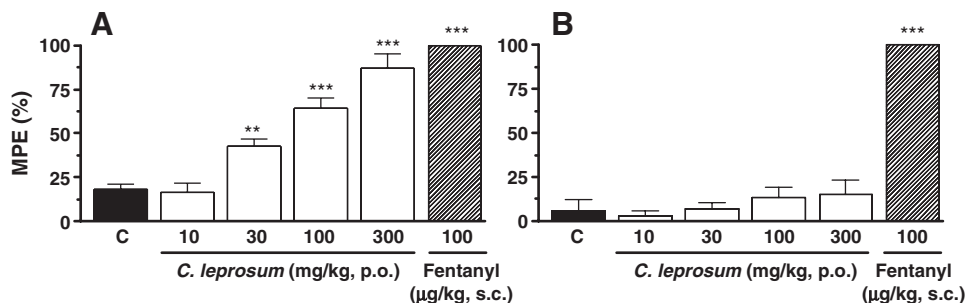 A
B
***
***
***
***
**
MPE (%)
100
75
50
25
0
100
75
50
25
0
C 10 30 100 300 100
C 10 30 100 300 100
C. leprosum (mg/kg, p.o.)
Fentanyl
(μg/kg, s.c.)
C. leprosum (mg/kg, p.o.)
Fentanyl
(μg/kg, s.c.)